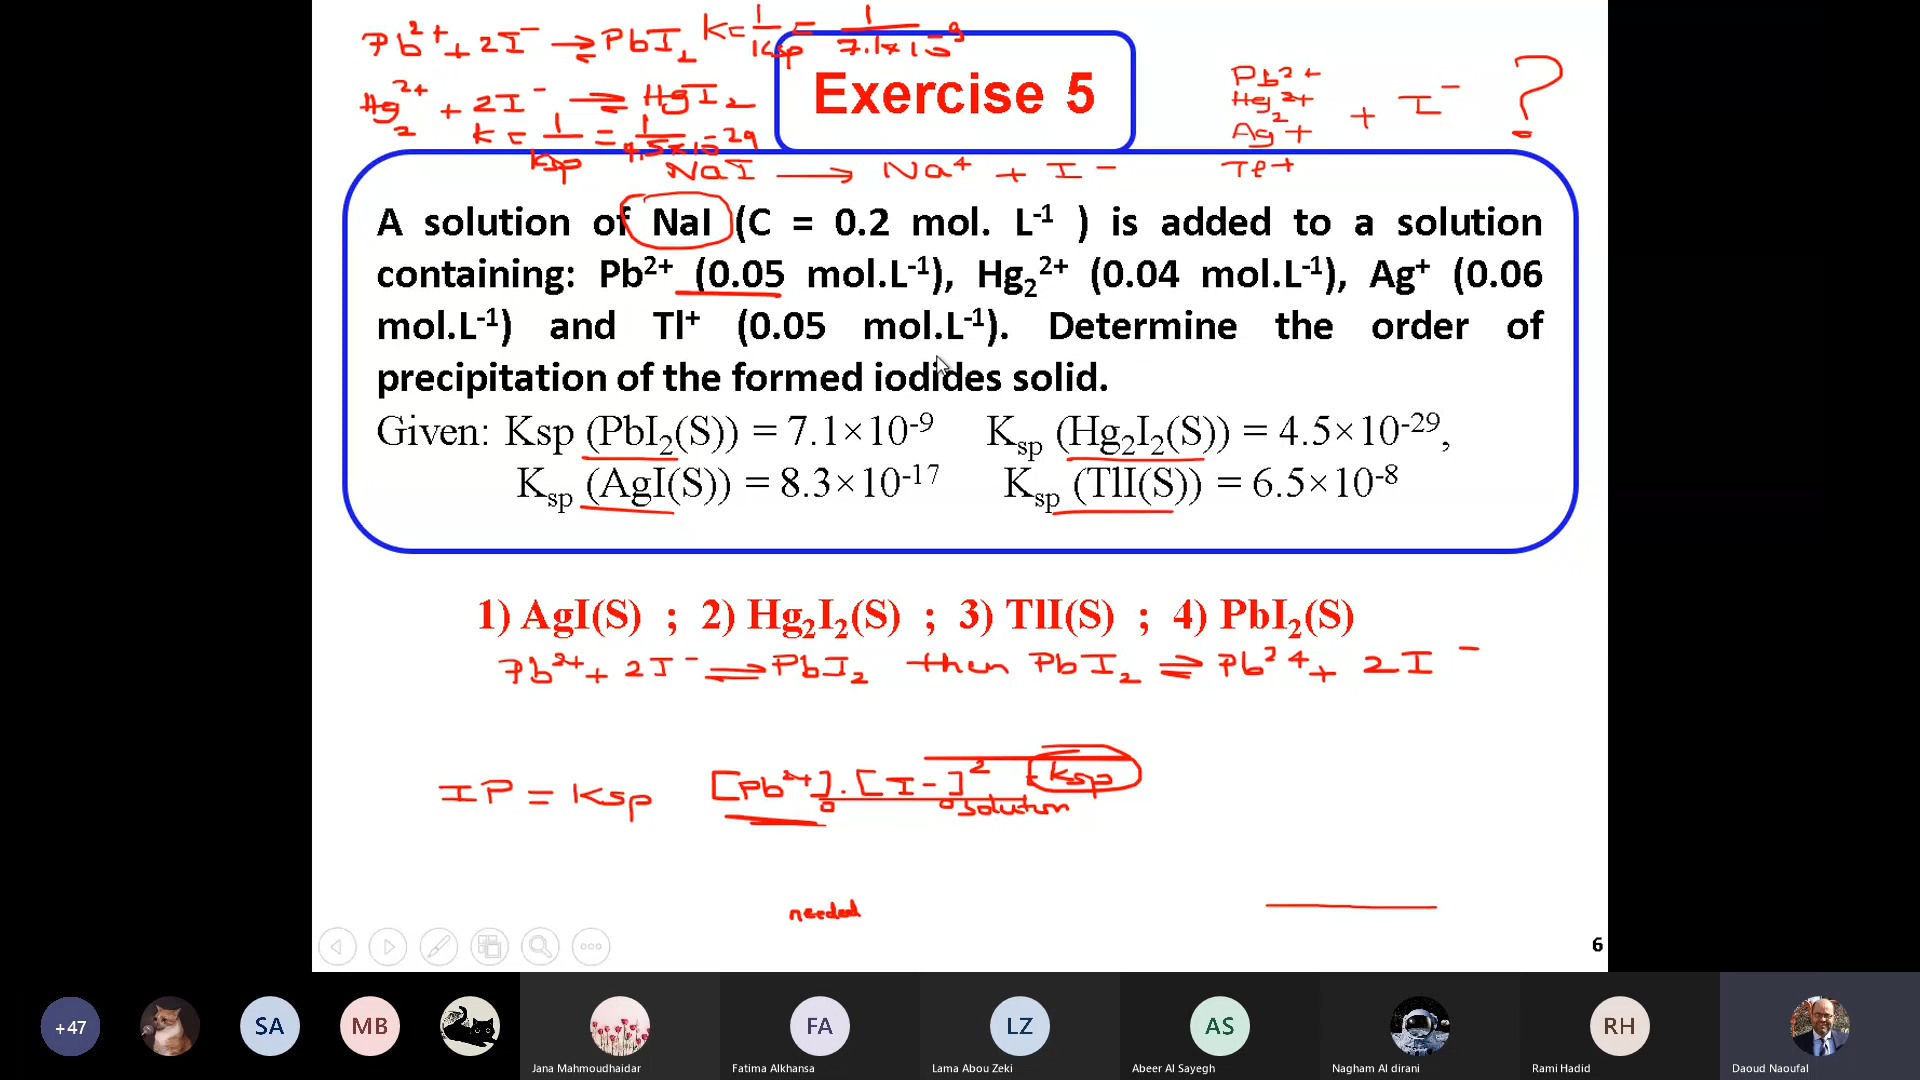 Pb²⁺ + 2I⁻ ⇌ PbI₂ K = 1/Ksp = 1/7.1×10⁻⁹
Exercise 5
Hg₂²⁺ + 2I⁻ ⇌ HgI₂
K = 1/Ksp = 1/4.5×10⁻²⁹
Pb²⁺
Hg₂²⁺
Ag⁺ + I⁻ ?
Tl⁺
NaI → Na⁺ + I⁻
A solution of NaI (C = 0.2 mol. L⁻¹ ) is added to a solution
containing: Pb²⁺ (0.05 mol.L⁻¹), Hg₂²⁺ (0.04 mol.L⁻¹), Ag⁺ (0.06
mol.L⁻¹) and Tl⁺ (0.05 mol.L⁻¹). Determine the order of
precipitation of the formed iodides solid.
Given: Ksp (PbI₂(S)) = 7.1×10⁻⁹ Kₛₚ (Hg₂I₂(S)) = 4.5×10⁻²⁹,
Kₛₚ (AgI(S)) = 8.3×10⁻¹⁷ Kₛₚ (TlI(S)) = 6.5×10⁻⁸
1) AgI(S) ; 2) Hg₂I₂(S) ; 3) TlI(S) ; 4) PbI₂(S)
Pb²⁺ + 2I⁻ ⇌ PbI₂ then PbI₂ ⇌ Pb²⁺ + 2I⁻
IP = Ksp [Pb²⁺]₀ . [I⁻]₀² = Ksp
solution
needed
6
+47
SA
MB
FA
LZ
AS
RH
Jana Mahmoudhaidar
Fatima Alkhansa
Lama Abou Zeki
Abeer Al Sayegh
Nagham Al dirani
Rami Hadid
Daoud Naoufal